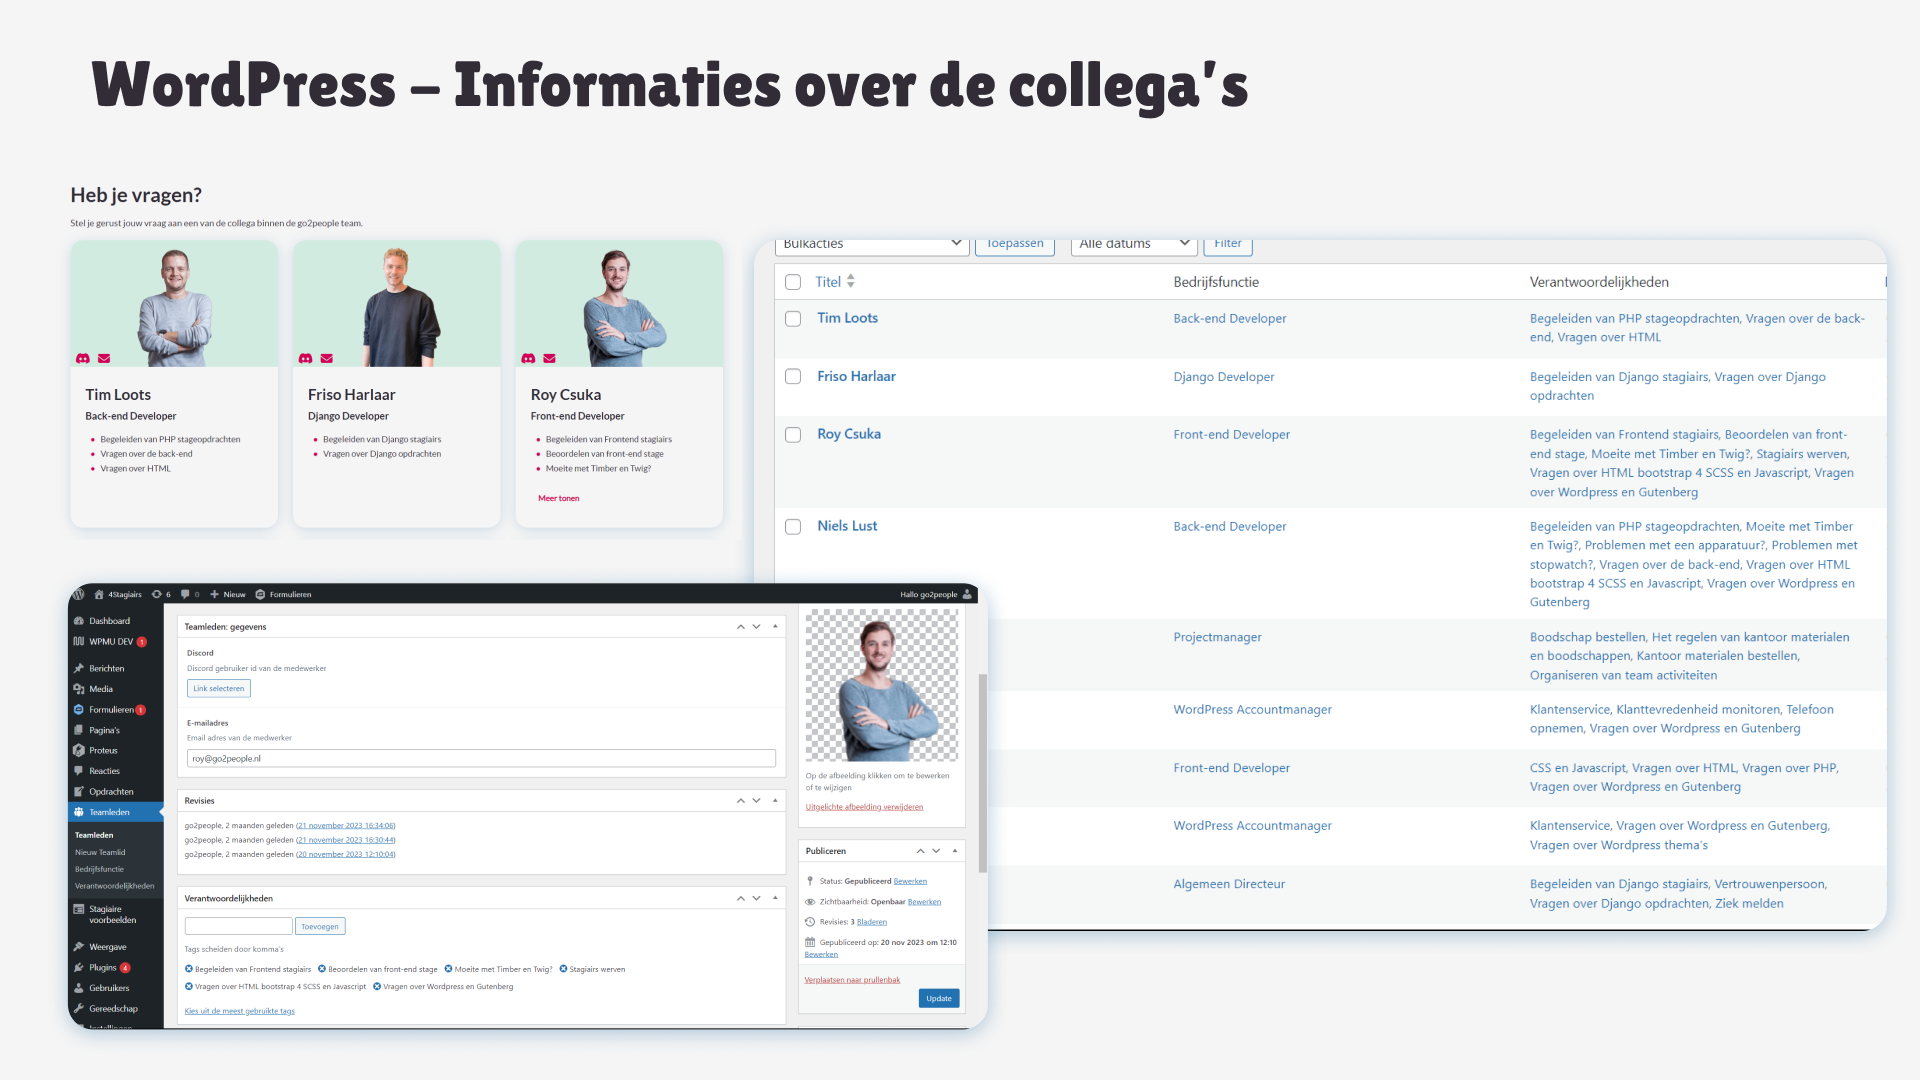 WordPress – Informaties over de collega's
Heb je vragen?
Stel je gerust jouw vraag aan een van de collega binnen de go2people team.
Tim Loots
Back-end Developer
Begeleiden van PHP stageopdrachten
Vragen over de back-end
Vragen over HTML
Friso Harlaar
Django Developer
Begeleiden van Django stagiairs
Vragen over Django opdrachten
Roy Csuka
Front-end Developer
Begeleiden van Frontend stagiairs
Beoordelen van front-end stage
Moeite met Timber en Twig?
Meer tonen
Bulkacties Toepassen Alle datums Filter
Titel Bedrijfsfunctie Verantwoordelijkheden
Tim Loots Back-end Developer Begeleiden van PHP stageopdrachten, Vragen over de back-
end, Vragen over HTML
Friso Harlaar Django Developer Begeleiden van Django stagiairs, Vragen over Django
opdrachten
Roy Csuka Front-end Developer Begeleiden van Frontend stagiairs, Beoordelen van front-
end stage, Moeite met Timber en Twig?, Stagiairs werven,
Vragen over HTML bootstrap 4 SCSS en Javascript, Vragen
over Wordpress en Gutenberg
Niels Lust Back-end Developer Begeleiden van PHP stageopdrachten, Moeite met Timber
en Twig?, Problemen met een apparatuur?, Problemen met
stopwatch?, Vragen over de back-end, Vragen over HTML
bootstrap 4 SCSS en Javascript, Vragen over Wordpress en
Gutenberg
Projectmanager Boodschap bestellen, Het regelen van kantoor materialen
en boodschappen, Kantoor materialen bestellen,
Organiseren van team activiteiten
WordPress Accountmanager Klantenservice, Klanttevredenheid monitoren, Telefoon
opnemen, Vragen over Wordpress en Gutenberg
Front-end Developer CSS en Javascript, Vragen over HTML, Vragen over PHP,
Vragen over Wordpress en Gutenberg
WordPress Accountmanager Klantenservice, Vragen over Wordpress en Gutenberg,
Vragen over Wordpress thema's
Algemeen Directeur Begeleiden van Django stagiairs, Vertrouwenpersoon,
Vragen over Django opdrachten, Ziek melden
4Stagiairs 6 0 Nieuw Formulieren Hallo go2people
Dashboard
WPMU DEV 1
Berichten
Media
Formulieren 1
Pagina's
Proteus
Reacties
Opdrachten
Teamleden
Teamleden
Nieuw Teamlid
Bedrijfsfunctie
Verantwoordelijkheden
Stagiaire
voorbeelden
Weergave
Plugins 4
Gebruikers
Gereedschap
Instellingen
Teamleden: gegevens
Discord
Discord gebruiker id van de medewerker
Link selecteren
E-mailadres
Email adres van de medwerker
roy@go2people.nl
Revisies
go2people, 2 maanden geleden (21 november 2023 16:34:06)
go2people, 2 maanden geleden (21 november 2023 16:30:44)
go2people, 2 maanden geleden (20 november 2023 12:10:04)
Verantwoordelijkheden
Toevoegen
Tags scheiden door komma's
Begeleiden van Frontend stagiairs Beoordelen van front-end stage Moeite met Timber en Twig? Stagiairs werven
Vragen over HTML bootstrap 4 SCSS en Javascript Vragen over Wordpress en Gutenberg
Kies uit de meest gebruikte tags
Op de afbeelding klikken om te bewerken
of te wijzigen
Uitgelichte afbeelding verwijderen
Publiceren
Status: Gepubliceerd Bewerken
Zichtbaarheid: Openbaar Bewerken
Revisies: 3 Bladeren
Gepubliceerd op: 20 nov 2023 om 12:10
Bewerken
Verplaatsen naar prullenbak
Update